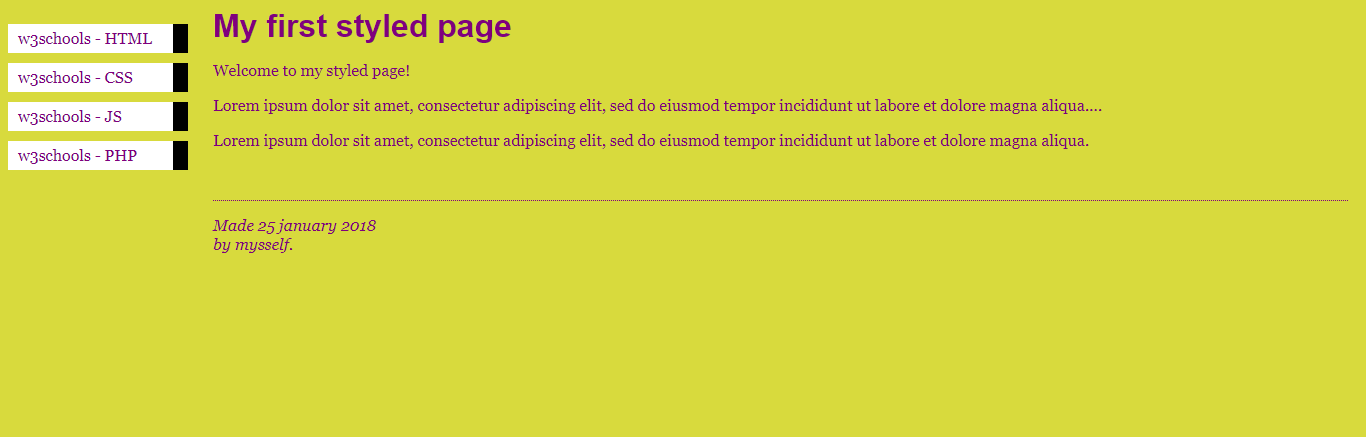 w3schools - HTML
w3schools - CSS
w3schools - JS
w3schools - PHP
My first styled page
Welcome to my styled page!
Lorem ipsum dolor sit amet, consectetur adipiscing elit, sed do eiusmod tempor incididunt ut labore et dolore magna aliqua....
Lorem ipsum dolor sit amet, consectetur adipiscing elit, sed do eiusmod tempor incididunt ut labore et dolore magna aliqua.
Made 25 january 2018
by mysself.